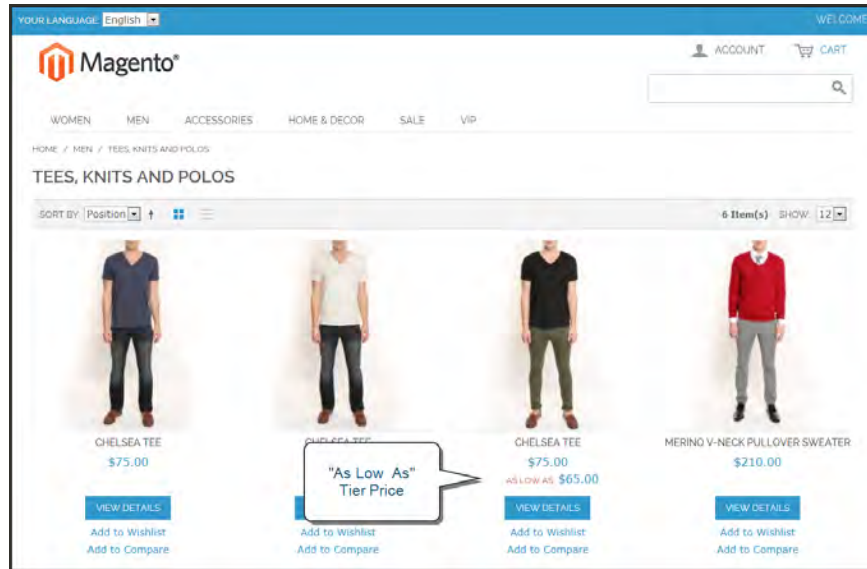 YOUR LANGUAGE: English
WELCOME
Magento®
ACCOUNT
CART
WOMEN MEN ACCESSORIES HOME & DECOR SALE VIP
HOME / MEN / TEES, KNITS AND POLOS
TEES, KNITS AND POLOS
SORT BY Position
6 Item(s) SHOW: 12
CHELSEA TEE CHELSEA TEE CHELSEA TEE MERINO V-NECK PULLOVER SWEATER
$75.00 $75.00 $210.00
"As Low As"
Tier Price
AS LOW AS: $65.00
VIEW DETAILS VIEW DETAILS VIEW DETAILS
Add to Wishlist Add to Wishlist Add to Wishlist Add to Wishlist
Add to Compare Add to Compare Add to Compare Add to Compare